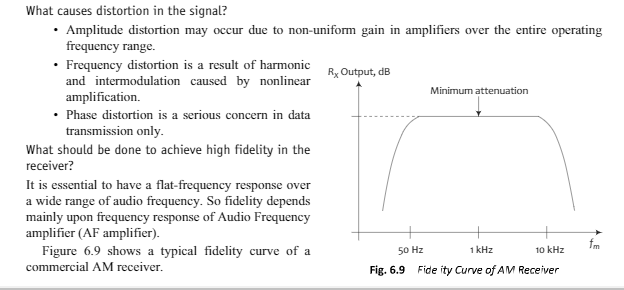 What causes distortion in the signal?
• Amplitude distortion may occur due to non-uniform gain in amplifiers over the entire operating
frequency range.
• Frequency distortion is a result of harmonic
and intermodulation caused by nonlinear
amplification.
• Phase distortion is a serious concern in data
transmission only.
What should be done to achieve high fidelity in the
receiver?
It is essential to have a flat-frequency response over
a wide range of audio frequency. So fidelity depends
mainly upon frequency response of Audio Frequency
amplifier (AF amplifier).
Figure 6.9 shows a typical fidelity curve of a
commercial AM receiver.
Rx Output, dB
Minimum attenuation
50 Hz 1 kHz 10 kHz fm
Fig. 6.9 Fide ity Curve of AM Receiver